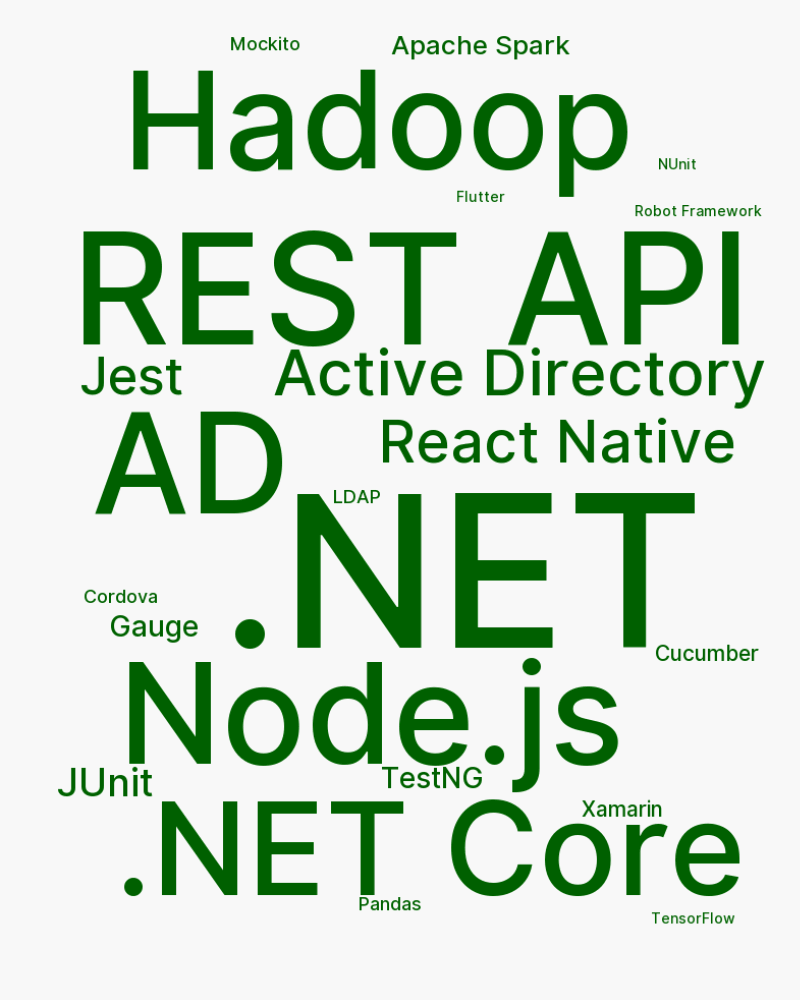 Mockito
Apache Spark
Hadoop
NUnit
Flutter
Robot Framework
REST API
Jest
Active Directory
AD
React Native
LDAP
.NET
Cordova
Gauge
Cucumber
Node.js
JUnit
TestNG
Xamarin
.NET Core
Pandas
TensorFlow